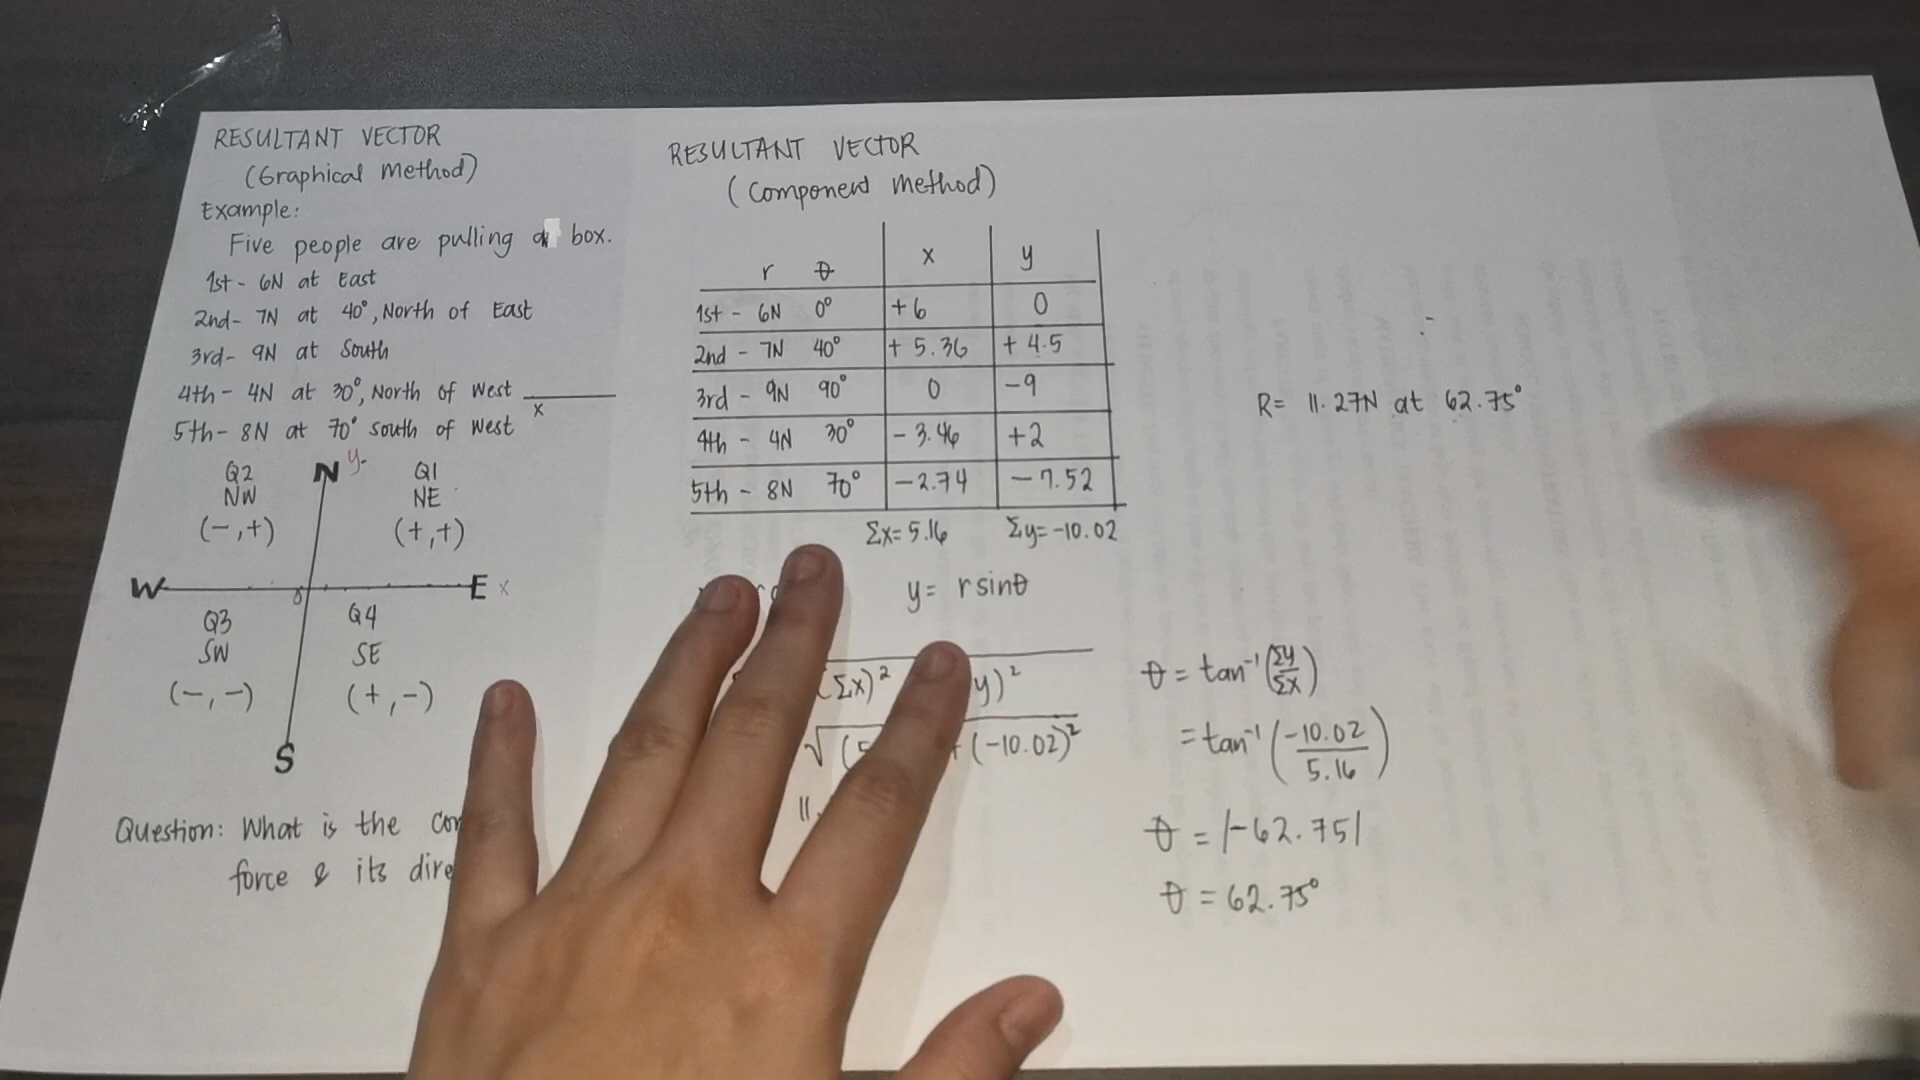 RESULTANT VECTOR
(Graphical Method)
Example:
Five people are pulling a box.
1st - 6N at East
2nd - 7N at 40°, North of East
3rd - 9N at South
4th - 4N at 30°, North of West
x
5th - 8N at 70° South of West
Q2 N y Q1
NW NE
(-,+) (+,+)
W 0 E x
Q3 Q4
SW SE
(-,-) (+,-)
S
Question: What is the
force & its
RESULTANT VECTOR
(Component Method)
r θ x y
1st - 6N 0° +6 0
2nd - 7N 40° +5.36 +4.5
3rd - 9N 90° 0 -9
4th - 4N 30° -3.46 +2
5th - 8N 70° -2.74 -7.52
Σx= 5.16 Σy= -10.02
y= r sinθ
(Σx)² y)²
√(5 + (-10.02)²
11.
θ = tan⁻¹(Σy/Σx)
= tan⁻¹(-10.02/5.16)
θ = |-62.75|
θ = 62.75°
R= 11.27N at 62.75°